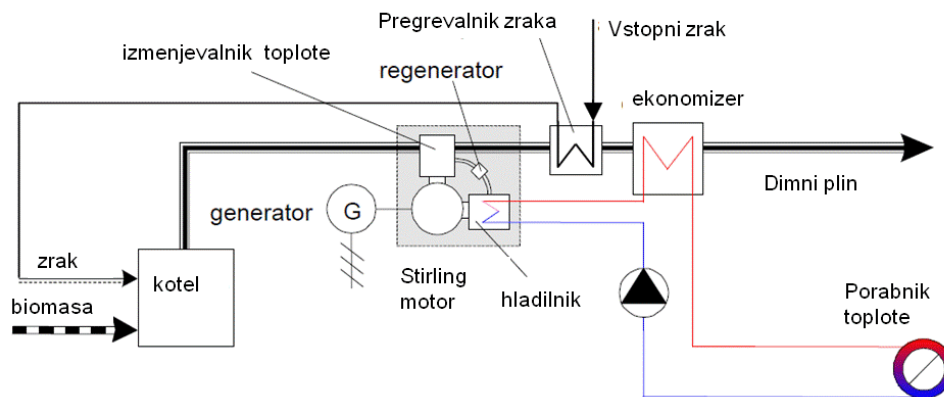 Pregrevalnik zraka
Vstopni zrak
izmenjevalnik toplote
regenerator
ekonomizer
Dimni plin
generator
G
zrak
kotel
Stirling
motor
hladilnik
biomasa
Porabnik
toplote